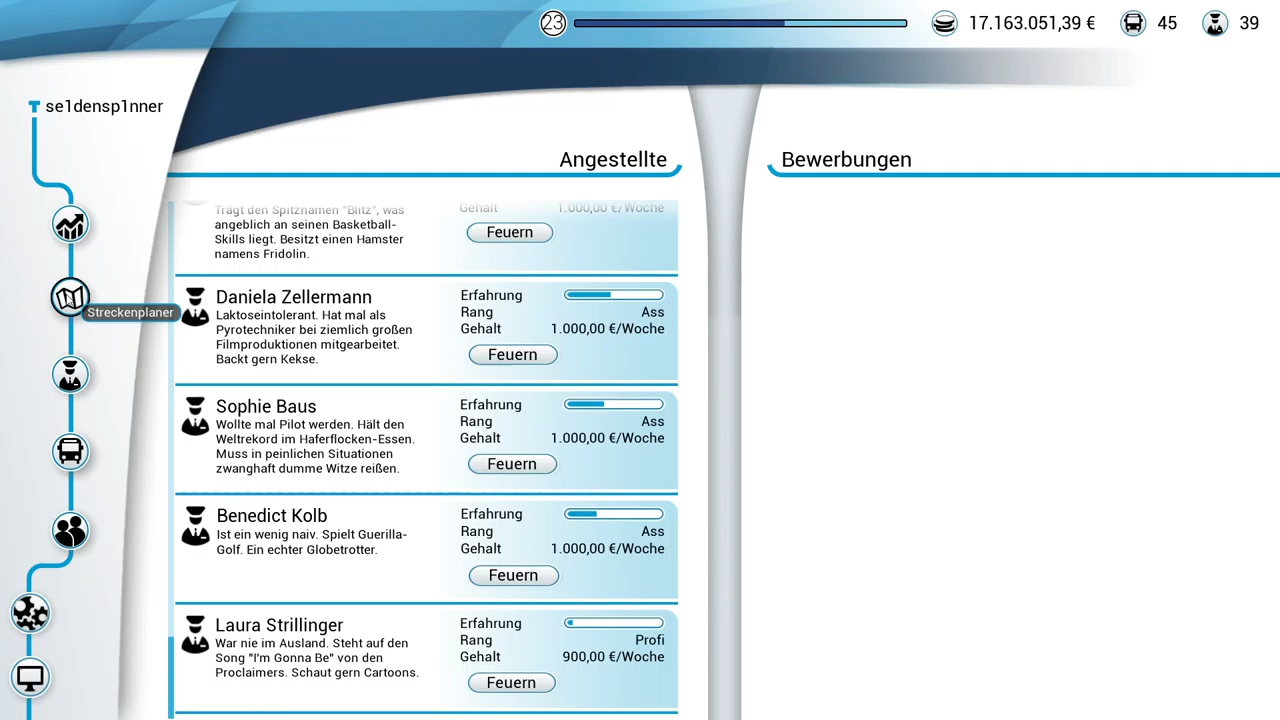 23
17.163.051,39 €
45
39
se1densp1nner
Angestellte
Bewerbungen
Streckenplaner
Trägt den Spitznamen "Blitz", was
angeblich an seinen Basketball-
Skills liegt. Besitzt einen Hamster
namens Fridolin.
Gehalt 1.000,00 €/Woche
Feuern
Daniela Zellermann
Laktoseintolerant. Hat mal als
Pyrotechniker bei ziemlich großen
Filmproduktionen mitgearbeitet.
Backt gern Kekse.
Erfahrung
Rang Ass
Gehalt 1.000,00 €/Woche
Feuern
Sophie Baus
Wollte mal Pilot werden. Hält den
Weltrekord im Haferflocken-Essen.
Muss in peinlichen Situationen
zwanghaft dumme Witze reißen.
Erfahrung
Rang Ass
Gehalt 1.000,00 €/Woche
Feuern
Benedict Kolb
Ist ein wenig naiv. Spielt Guerilla-
Golf. Ein echter Globetrotter.
Erfahrung
Rang Ass
Gehalt 1.000,00 €/Woche
Feuern
Laura Strillinger
War nie im Ausland. Steht auf den
Song "I'm Gonna Be" von den
Proclaimers. Schaut gern Cartoons.
Erfahrung
Rang Profi
Gehalt 900,00 €/Woche
Feuern